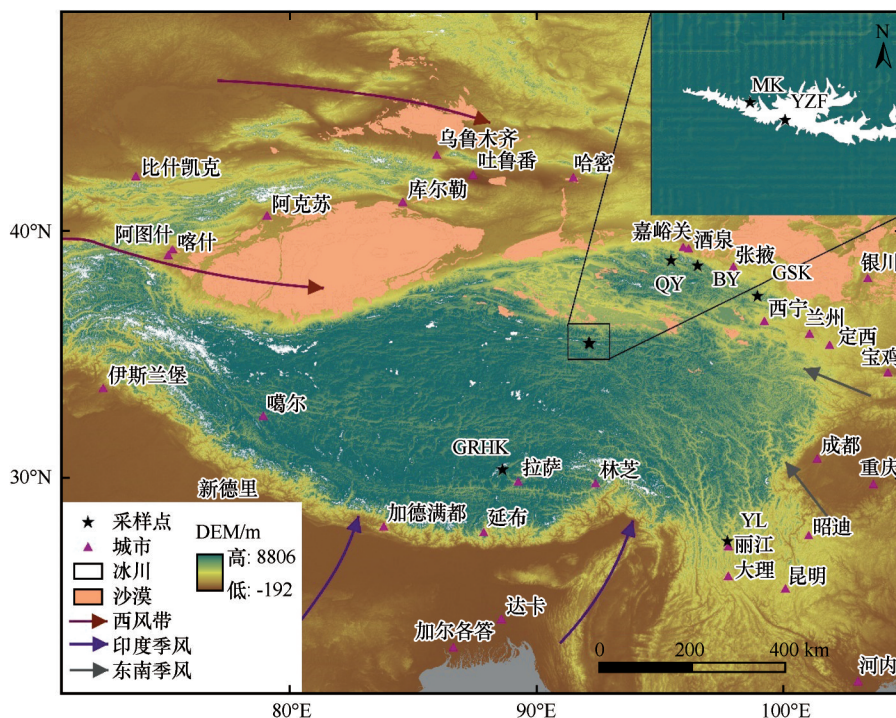 N
MK
YZF
乌鲁木齐
吐鲁番
哈密
比什凯克
库尔勒
阿克苏
40°N
阿图什
喀什
嘉峪关
酒泉
张掖
QY
BY
GSK
银川
西宁
兰州
定西
宝鸡
伊斯兰堡
噶尔
GRHK
拉萨
林芝
成都
重庆
30°N
新德里
加德满都
延布
YL
丽江
昭迪
大理
昆明
达卡
加尔各答
河内
采样点
城市
冰川
沙漠
西风带
印度季风
东南季风
DEM/m
高: 8806
低: -192
0 200 400 km
80°E
90°E
100°E